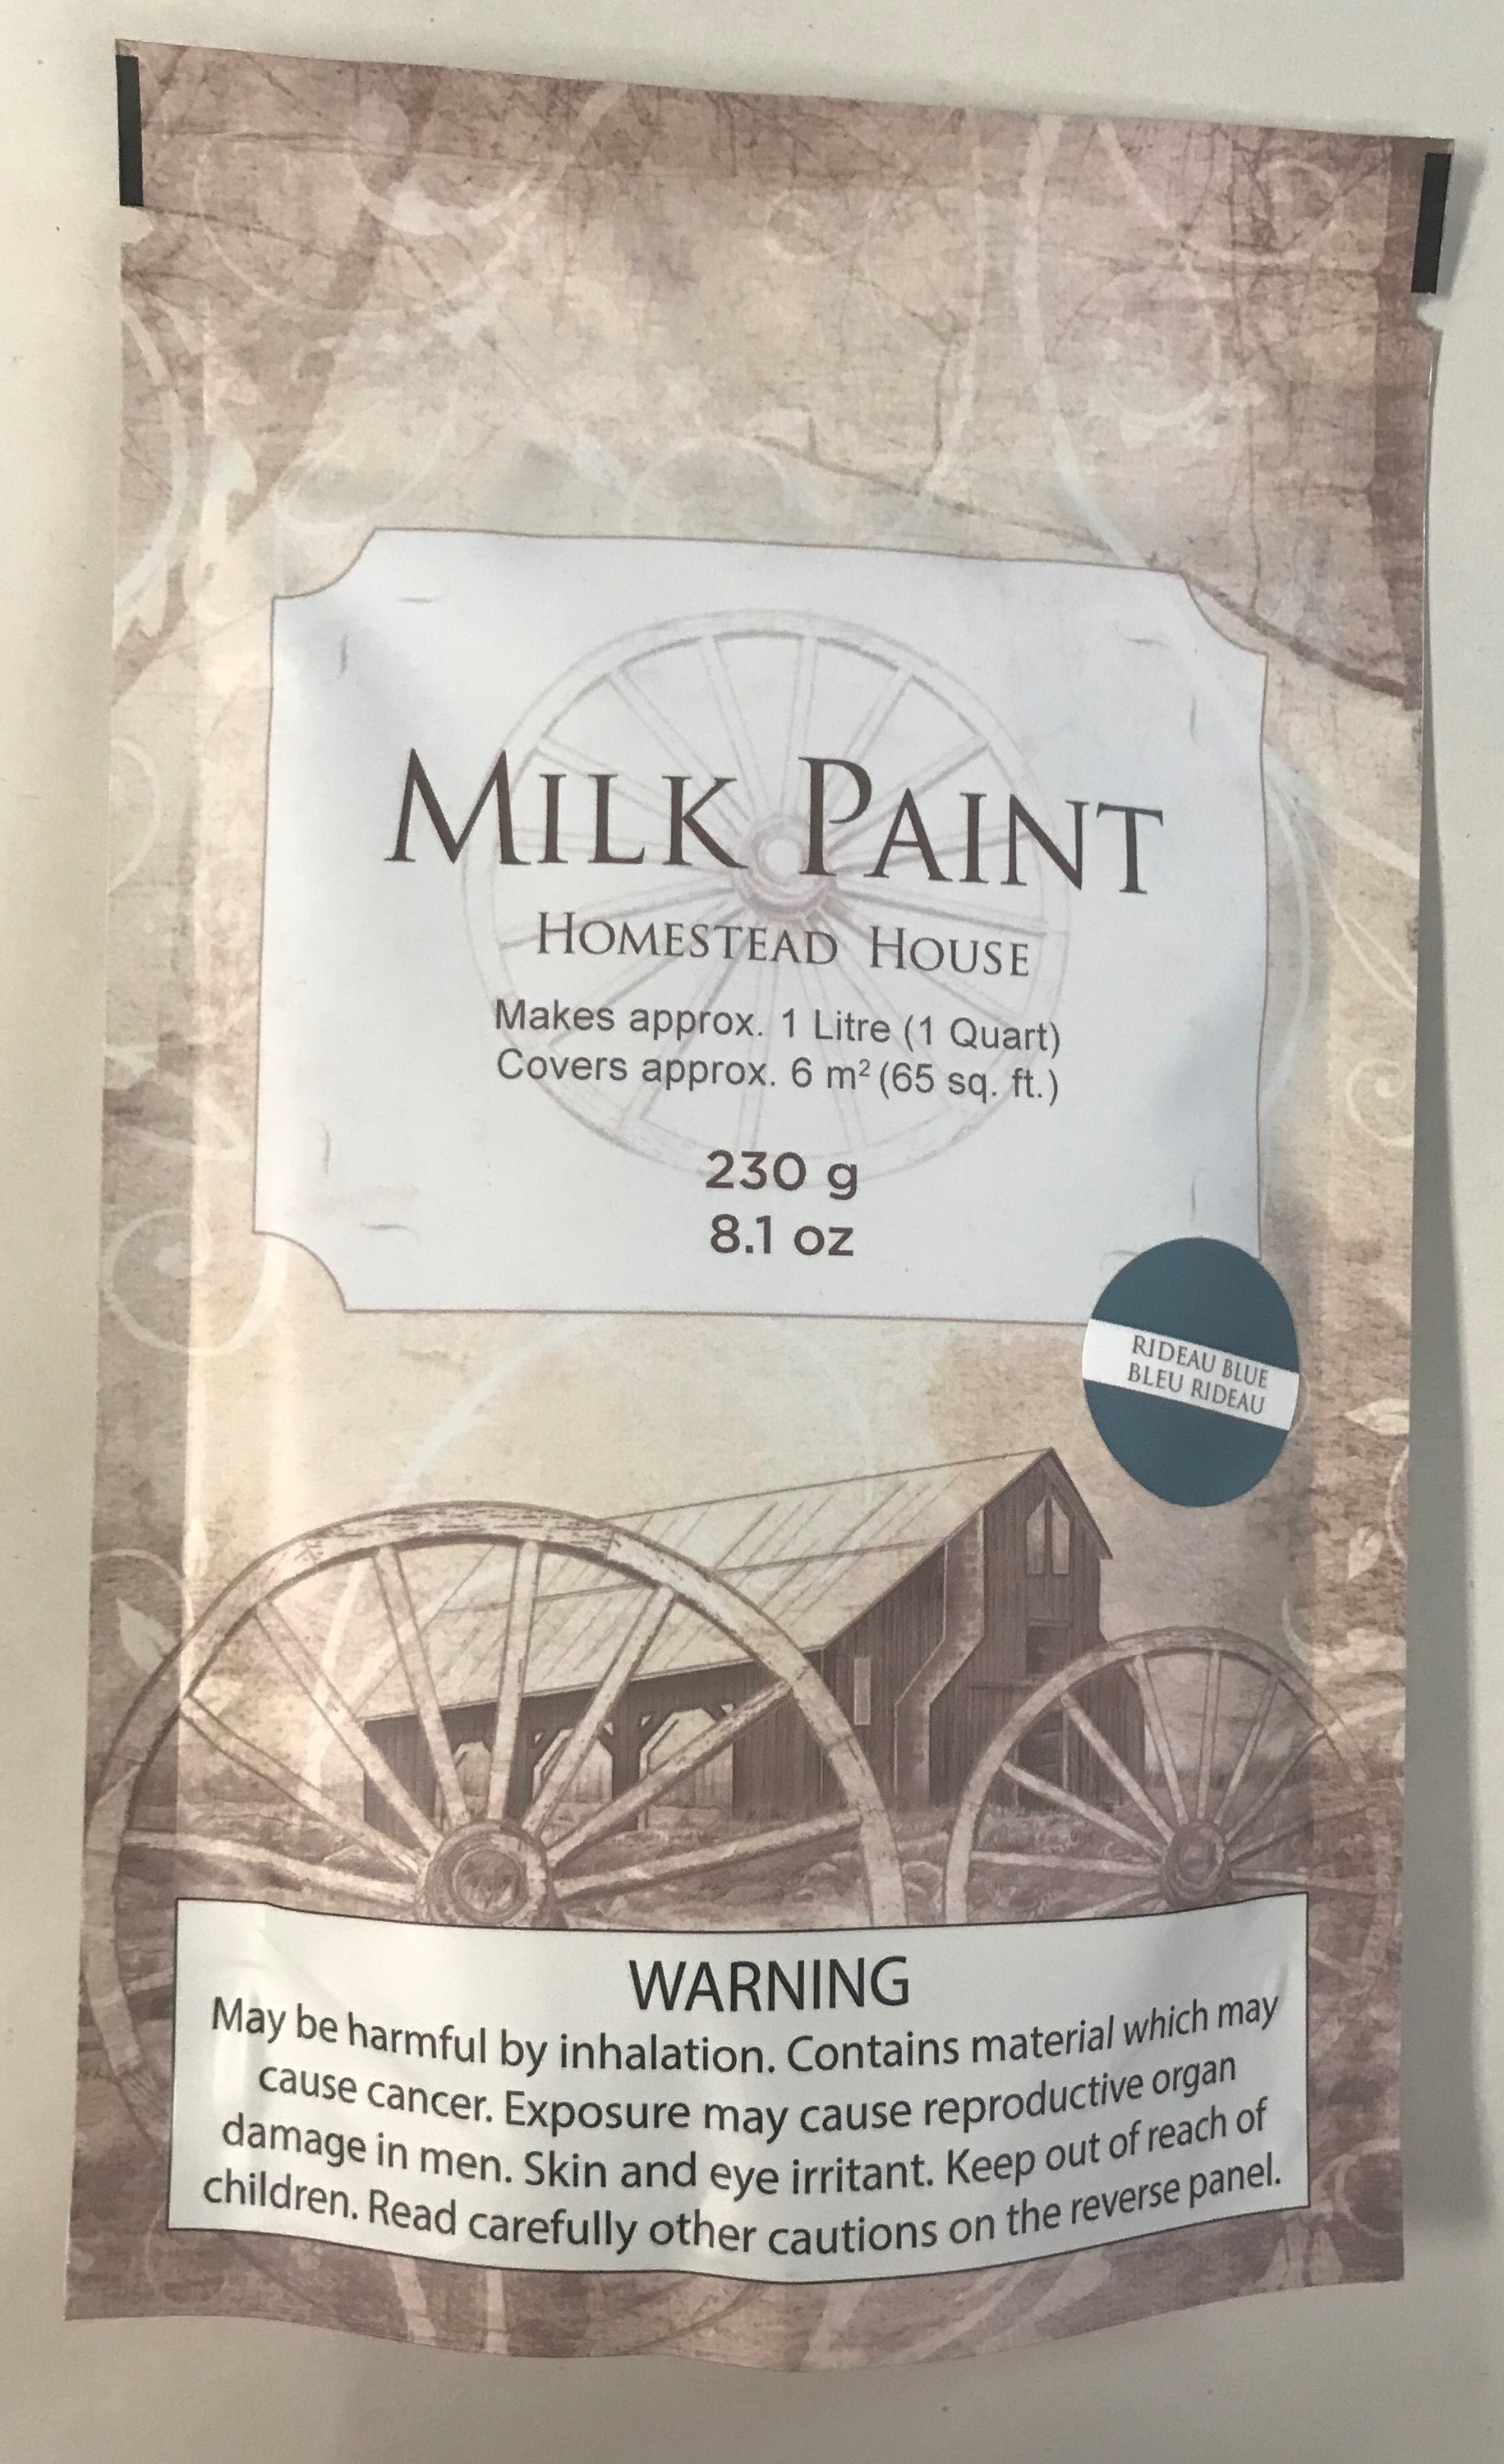 MILK PAINT
HOMESTEAD HOUSE
Makes approx. 1 Litre (1 Quart)
Covers approx. 6 m² (65 sq. ft.)
230 g
8.1 oz
RIDEAU BLUE
BLEU RIDEAU
WARNING
May be harmful by inhalation. Contains material which may
cause cancer. Exposure may cause reproductive organ
damage in men. Skin and eye irritant. Keep out of reach of
children. Read carefully other cautions on the reverse panel.